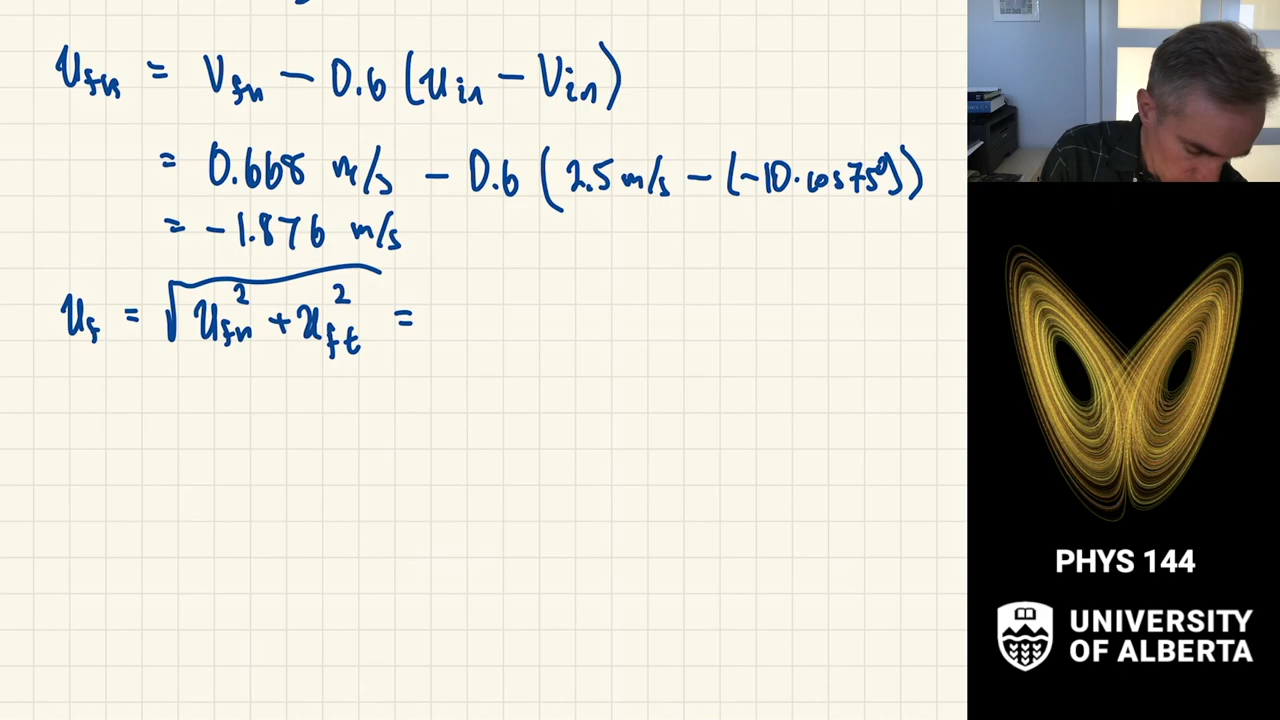 u_fn = V_fn − 0.6 (u_in − V_in)
= 0.668 m/s − 0.6 (2.5 m/s − (−10·cos75°))
= −1.876 m/s
u_f = √(u_fn² + u_ft²) =
PHYS 144
UNIVERSITY
OF ALBERTA